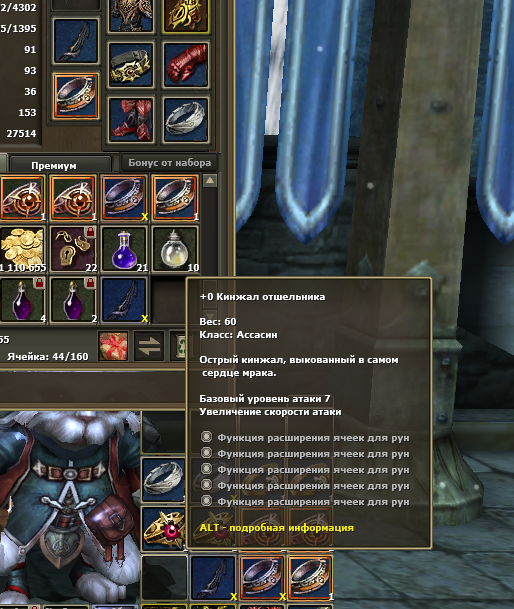 2/4302
5/1395
91
93
36
153
27514
Премиум
Бонус от набора
1
1
X
1
1 110 655
22
21
10
4
2
X
55
Ячейка: 44/160
+0 Кинжал отшельника
Вес: 60
Класс: Ассасин
Острый кинжал, выкованный в самом
сердце мрака.
Базовый уровень атаки 7
Увеличение скорости атаки
Функция расширения ячеек для рун
Функция расширения ячеек для рун
Функция расширения ячеек для рун
Функция расширения ячеек для рун
Функция расширения ячеек для рун
ALT - подробная информация
X
X
1